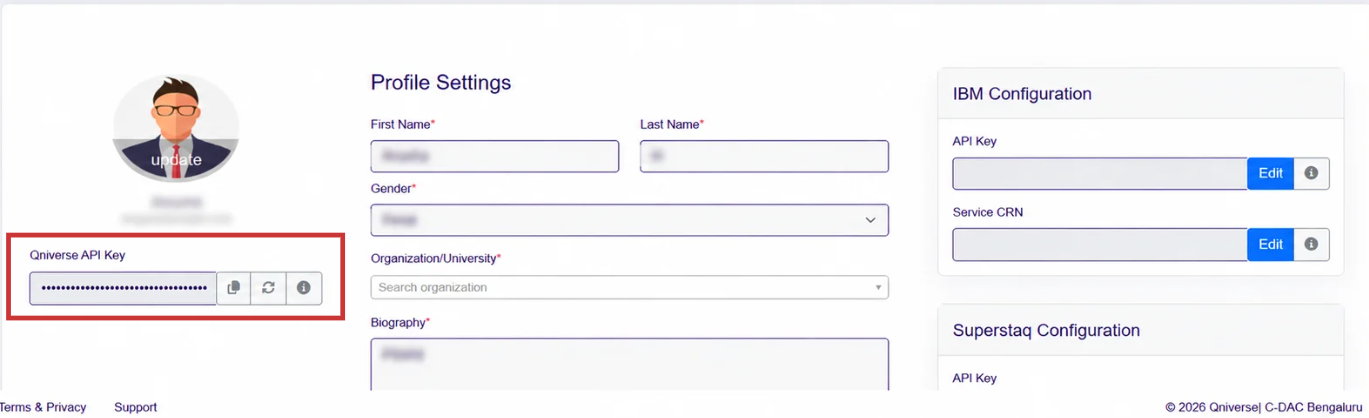 Profile Settings
update
Qniverse API Key
••••••••••••••••••••••••••••••••••
First Name*
Last Name*
Gender*
Organization/University*
Search organization
Biography*
IBM Configuration
API Key
Edit
Service CRN
Edit
Superstaq Configuration
API Key
Terms & Privacy
Support
© 2026 Qniverse| C-DAC Bengaluru